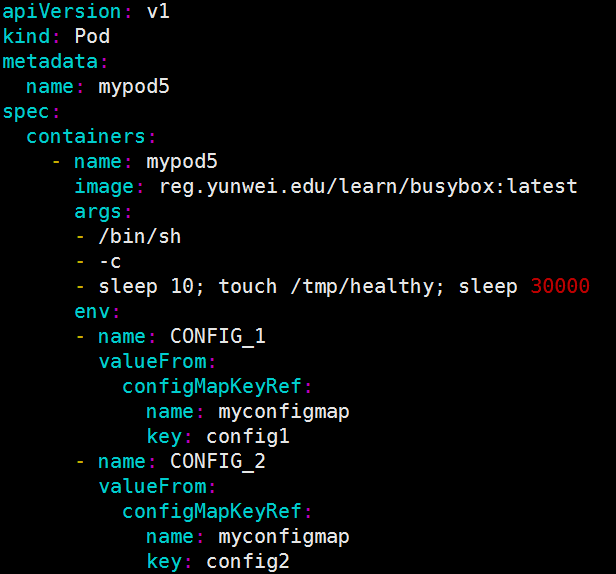 apiVersion: v1
kind: Pod
metadata:
  name: mypod5
spec:
  containers:
    - name: mypod5
      image: reg.yunwei.edu/learn/busybox:latest
      args:
      - /bin/sh
      - -c
      - sleep 10; touch /tmp/healthy; sleep 30000
      env:
      - name: CONFIG_1
        valueFrom:
          configMapKeyRef:
            name: myconfigmap
            key: config1
      - name: CONFIG_2
        valueFrom:
          configMapKeyRef:
            name: myconfigmap
            key: config2